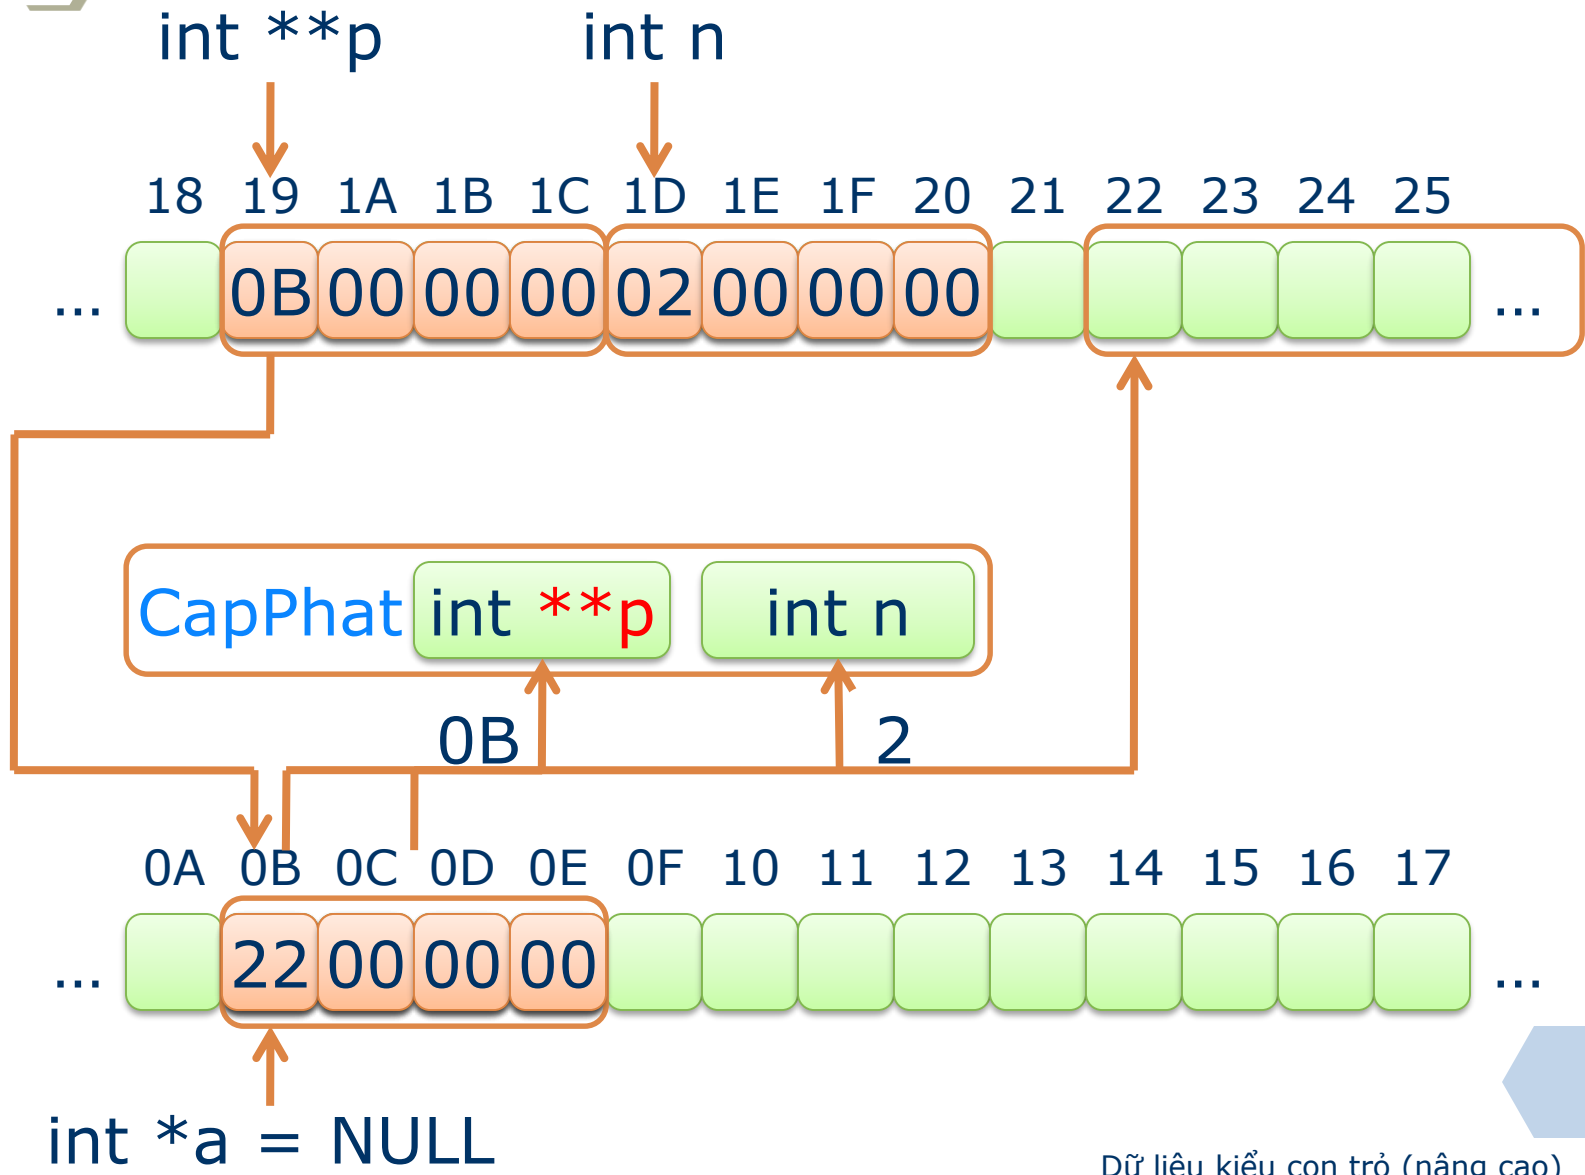 int **p int n
18 19 1A 1B 1C 1D 1E 1F 20 21 22 23 24 25
... 0B 00 00 00 02 00 00 00 ...
CapPhat int **p int n
0B 2
0A 0B 0C 0D 0E 0F 10 11 12 13 14 15 16 17
... 22 00 00 00 ...
int *a = NULL
Dữ liệu kiểu con trỏ (nâng cao)